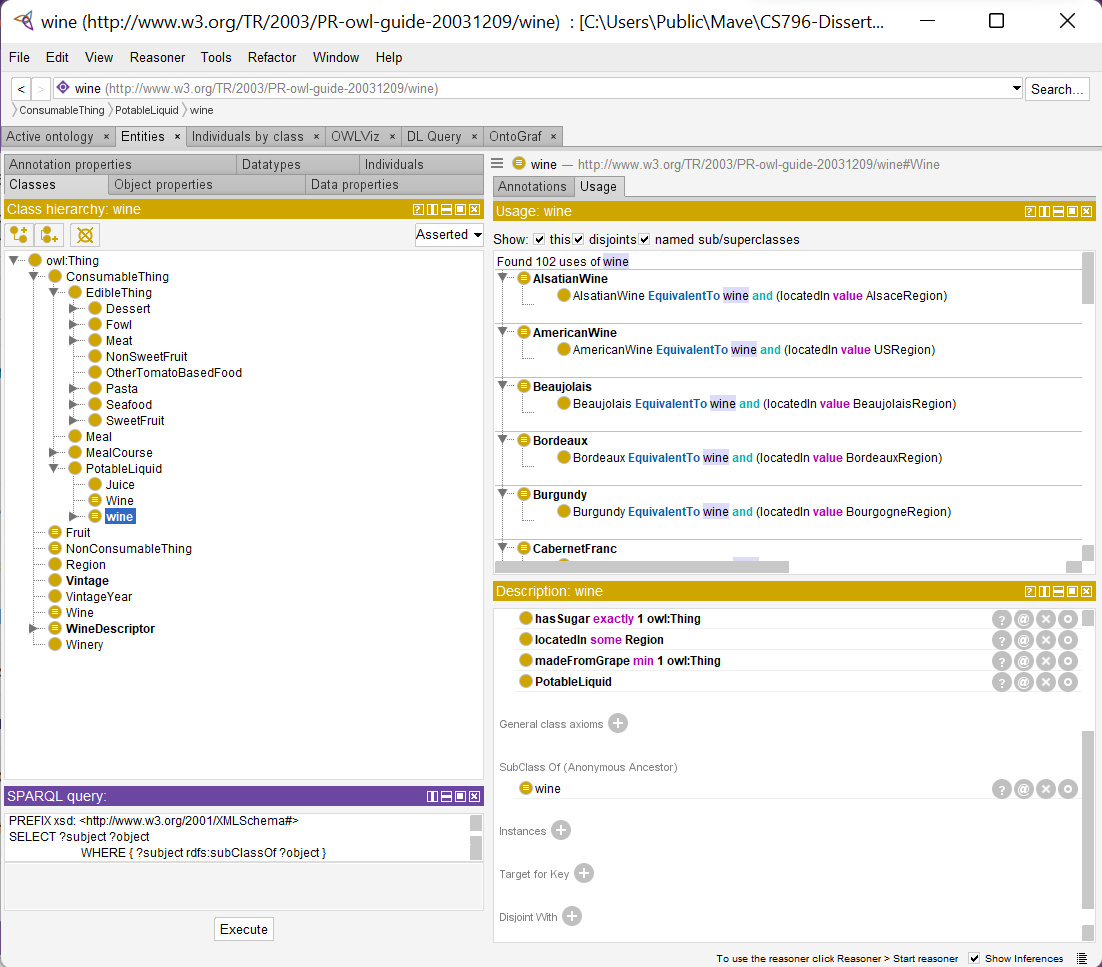 wine (http://www.w3.org/TR/2003/PR-owl-guide-20031209/wine) : [C:\Users\Public\Mave\CS796-Dissert...
File Edit View Reasoner Tools Refactor Window Help
< > wine (http://www.w3.org/TR/2003/PR-owl-guide-20031209/wine) Search...
ConsumableThing PotableLiquid wine
Active ontology × Entities × Individuals by class × OWLViz × DL Query × OntoGraf ×
Annotation properties Datatypes Individuals
Classes Object properties Data properties
Class hierarchy: wine
Asserted
owl:Thing
ConsumableThing
EdibleThing
Dessert
Fowl
Meat
NonSweetFruit
OtherTomatoBasedFood
Pasta
Seafood
SweetFruit
Meal
MealCourse
PotableLiquid
Juice
Wine
wine
Fruit
NonConsumableThing
Region
Vintage
VintageYear
Wine
WineDescriptor
Winery
SPARQL query:
PREFIX xsd: <http://www.w3.org/2001/XMLSchema#>
SELECT ?subject ?object
WHERE { ?subject rdfs:subClassOf ?object }
Execute
wine — http://www.w3.org/TR/2003/PR-owl-guide-20031209/wine#Wine
Annotations Usage
Usage: wine
Show: this disjoints named sub/superclasses
Found 102 uses of wine
AlsatianWine
AlsatianWine EquivalentTo wine and (locatedIn value AlsaceRegion)
AmericanWine
AmericanWine EquivalentTo wine and (locatedIn value USRegion)
Beaujolais
Beaujolais EquivalentTo wine and (locatedIn value BeaujolaisRegion)
Bordeaux
Bordeaux EquivalentTo wine and (locatedIn value BordeauxRegion)
Burgundy
Burgundy EquivalentTo wine and (locatedIn value BourgogneRegion)
CabernetFranc
Description: wine
hasSugar exactly 1 owl:Thing
locatedIn some Region
madeFromGrape min 1 owl:Thing
PotableLiquid
General class axioms
SubClass Of (Anonymous Ancestor)
wine
Instances
Target for Key
Disjoint With
To use the reasoner click Reasoner > Start reasoner Show Inferences